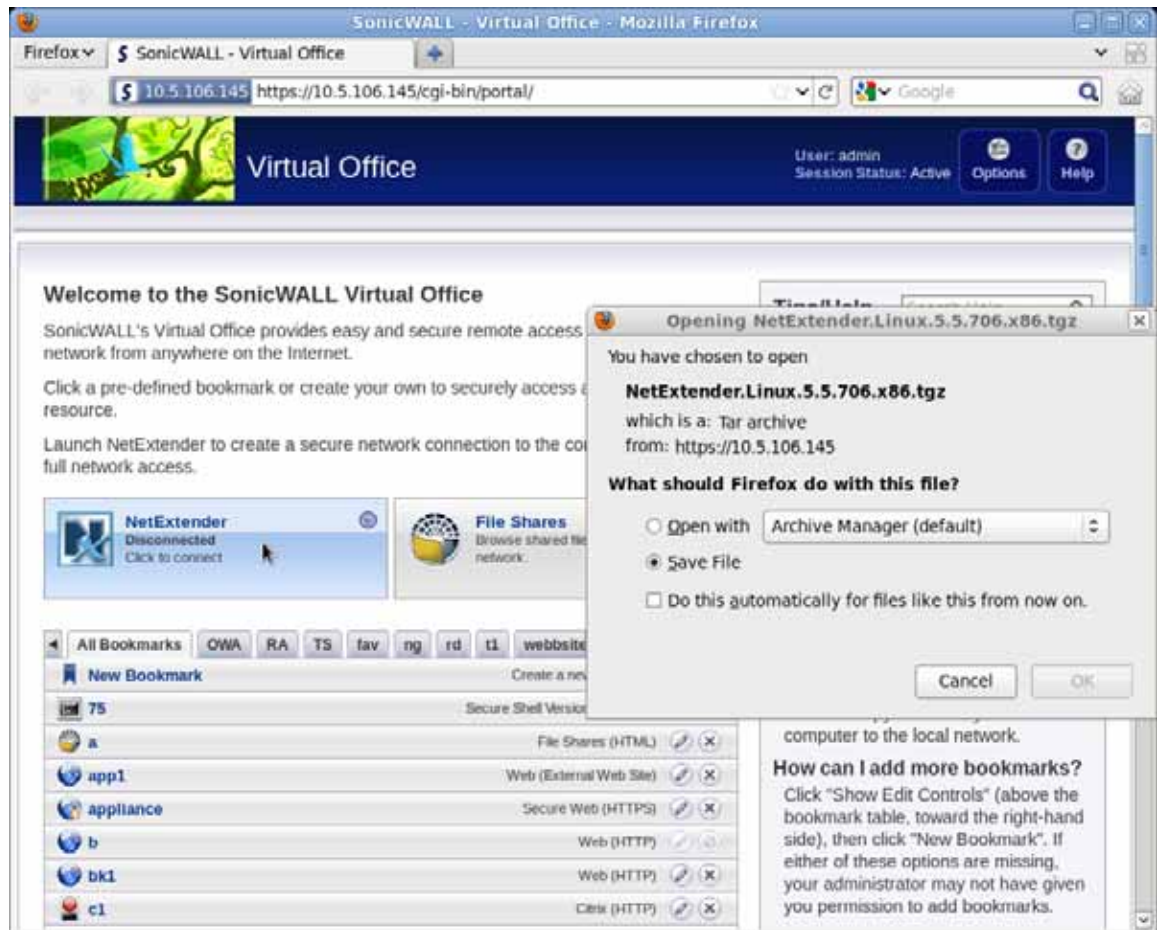 SonicWALL - Virtual Office - Mozilla Firefox
Firefox
SonicWALL - Virtual Office
10.5.106.145 https://10.5.106.145/cgi-bin/portal/
Google
Virtual Office
User: admin
Session Status: Active
Options
Help
Welcome to the SonicWALL Virtual Office
SonicWALL's Virtual Office provides easy and secure remote access
network from anywhere on the Internet.
Click a pre-defined bookmark or create your own to securely access a
resource.
Launch NetExtender to create a secure network connection to the
full network access.
NetExtender
Disconnected
Click to connect
File Shares
Browse shared
network.
Opening NetExtender.Linux.5.5.706.x86.tgz
You have chosen to open
NetExtender.Linux.5.5.706.x86.tgz
which is a: Tar archive
from: https://10.5.106.145
What should Firefox do with this file?
Open with
Archive Manager (default)
Save File
Do this automatically for files like this from now on.
Cancel
OK
All Bookmarks OWA RA TS fav ng rd t1 webbsite
New Bookmark Create a
75 Secure Shell
a File Shares (HTML)
app1 Web (External Web Site)
appliance Secure Web (HTTPS)
b Web (HTTP)
bk1 Web (HTTP)
c1 Citrix (HTTP)
computer to the local network.
How can I add more bookmarks?
Click "Show Edit Controls" (above the
bookmark table, toward the right-hand
side), then click "New Bookmark". If
either of these options are missing,
your administrator may not have given
you permission to add bookmarks.